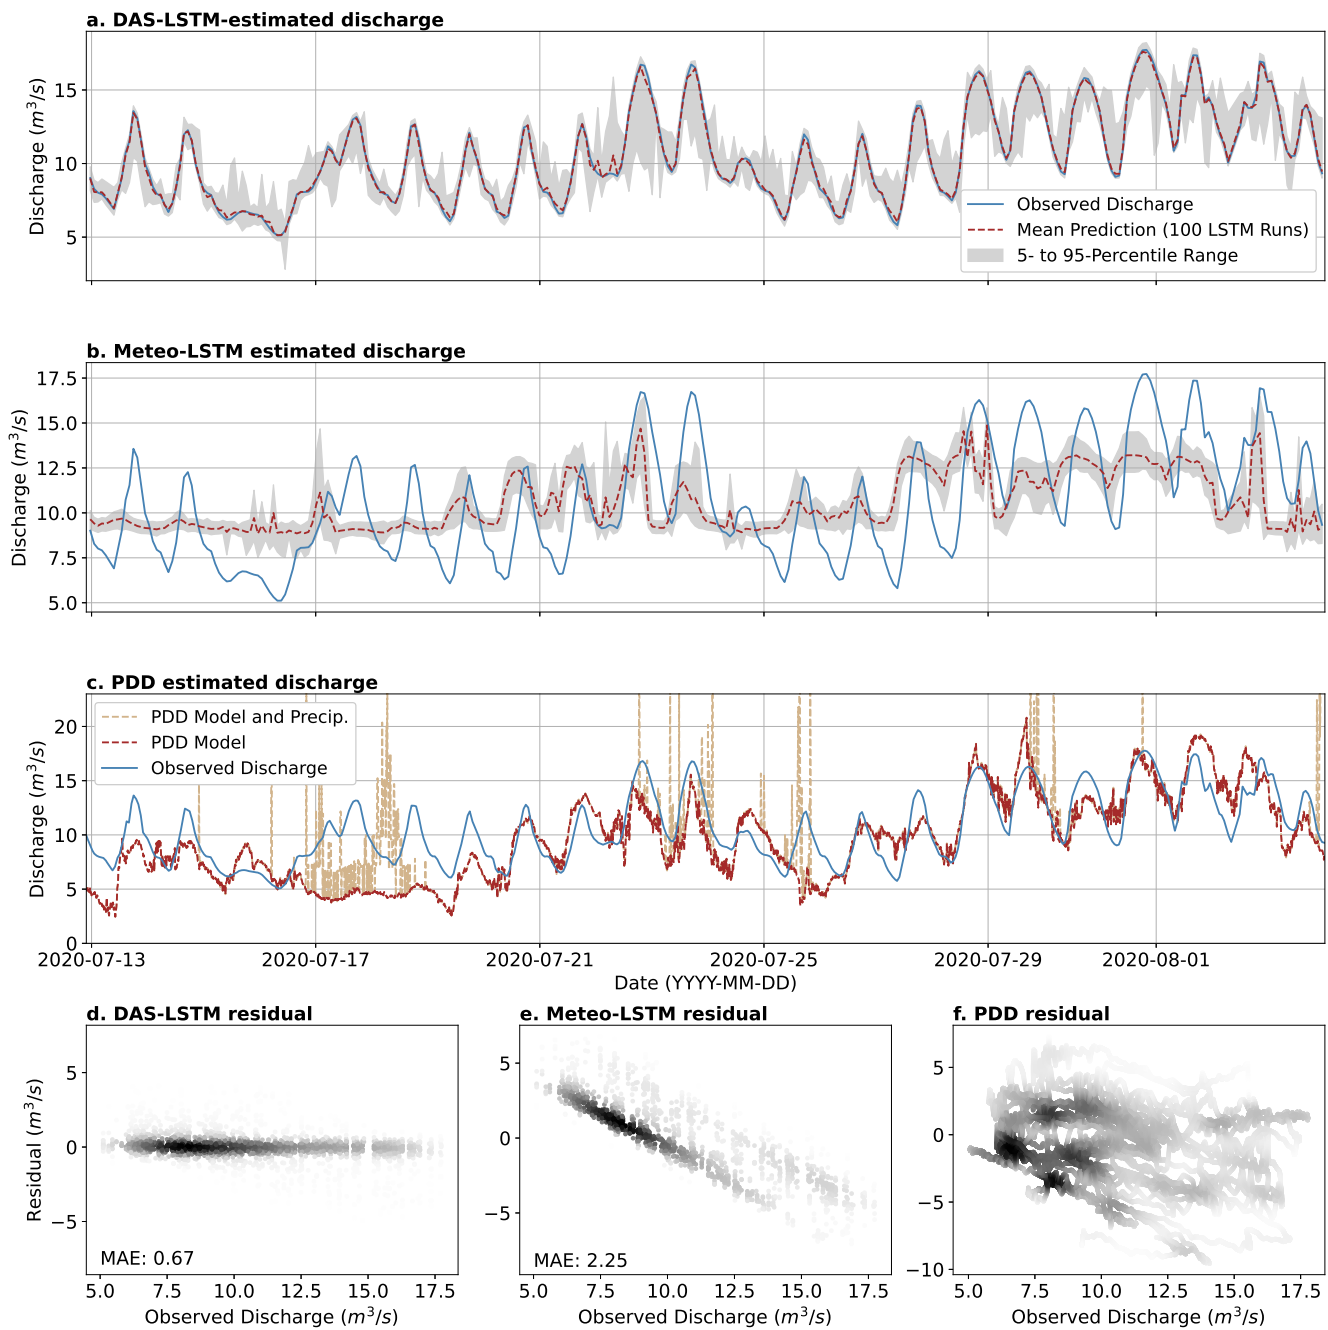 a. DAS-LSTM-estimated discharge
Discharge (m³/s)
15
10
5
Observed Discharge
Mean Prediction (100 LSTM Runs)
5- to 95-Percentile Range
b. Meteo-LSTM estimated discharge
Discharge (m³/s)
17.5
15.0
12.5
10.0
7.5
5.0
c. PDD estimated discharge
Discharge (m³/s)
20
15
10
5
0
PDD Model and Precip.
PDD Model
Observed Discharge
2020-07-13 2020-07-17 2020-07-21 2020-07-25 2020-07-29 2020-08-01
Date (YYYY-MM-DD)
d. DAS-LSTM residual
Residual (m³/s)
5
0
−5
MAE: 0.67
5.0 7.5 10.0 12.5 15.0 17.5
Observed Discharge (m³/s)
e. Meteo-LSTM residual
5
0
−5
MAE: 2.25
5.0 7.5 10.0 12.5 15.0 17.5
Observed Discharge (m³/s)
f. PDD residual
5
0
−5
−10
5.0 7.5 10.0 12.5 15.0 17.5
Observed Discharge (m³/s)